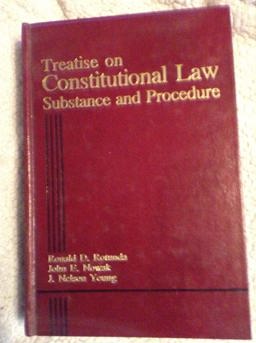 Treatise on
Constitutional Law
Substance and Procedure
Ronald D. Rotunda
John E. Nowak
J. Nelson Young